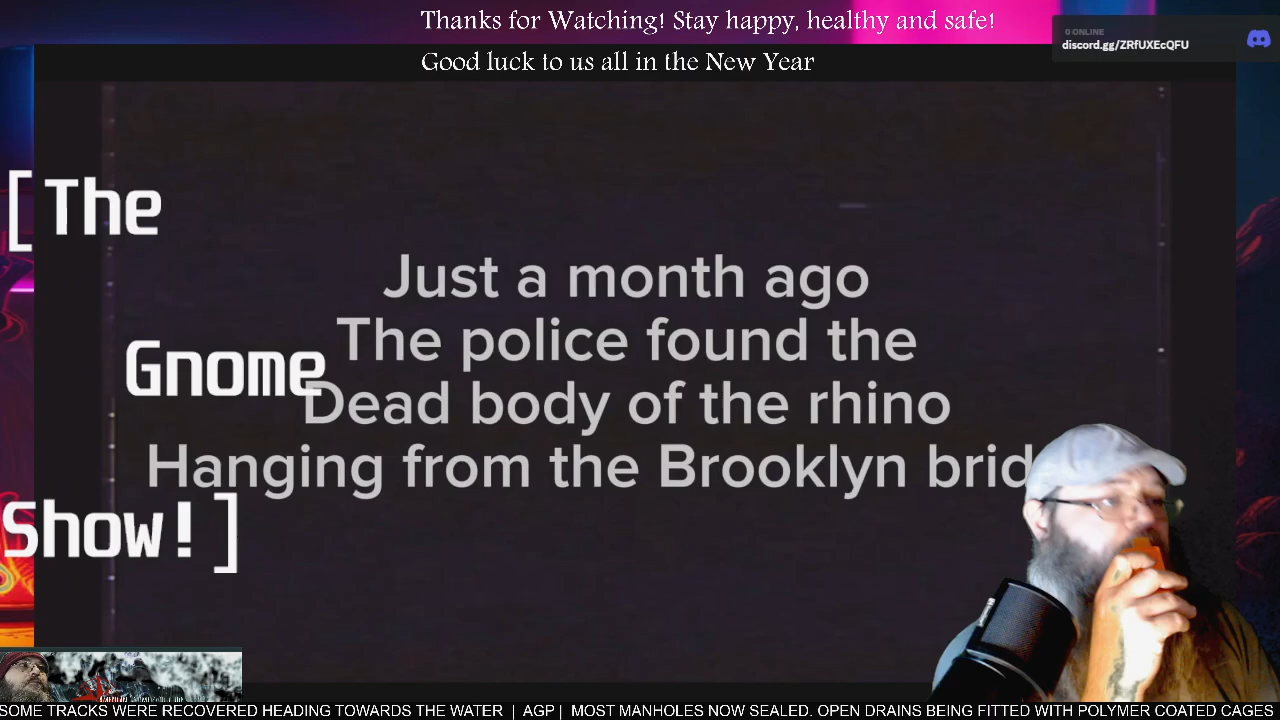 Thanks for Watching! Stay happy, healthy and safe!
0 ONLINE
discord.gg/ZRfUXEcQFU
Good luck to us all in the New Year
[The
Gnome
Show!]
Just a month ago
The police found the
Dead body of the rhino
Hanging from the Brooklyn brid
SOME TRACKS WERE RECOVERED HEADING TOWARDS THE WATER | AGP | MOST MANHOLES NOW SEALED. OPEN DRAINS BEING FITTED WITH POLYMER COATED CAGES